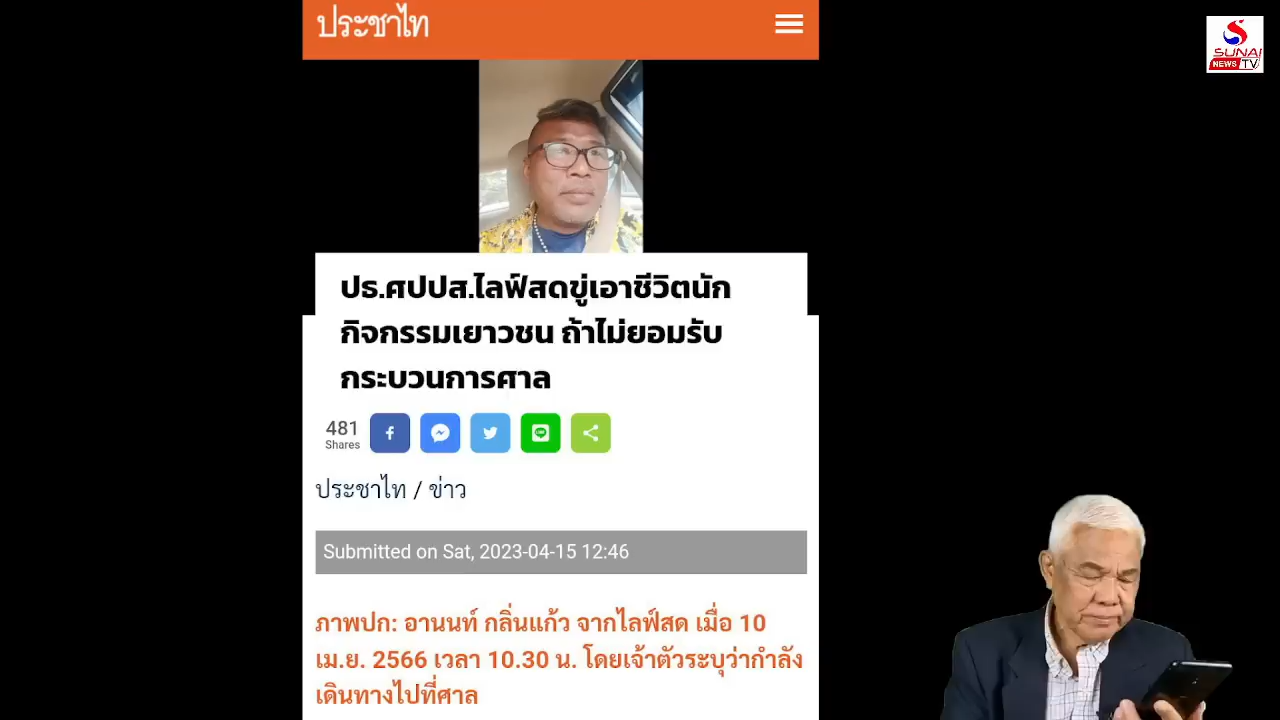 ประชาไท
SUNAI
NEWS TV
ปธ.ศปปส.ไลฟ์สดขู่เอาชีวิตนัก
กิจกรรมเยาวชน ถ้าไม่ยอมรับ
กระบวนการศาล
481
Shares
ประชาไท / ข่าว
Submitted on Sat, 2023-04-15 12:46
ภาพปก: อานนท์ กลิ่นแก้ว จากไลฟ์สด เมื่อ 10
เม.ย. 2566 เวลา 10.30 น. โดยเจ้าตัวระบุว่ากำลัง
เดินทางไปที่ศาล